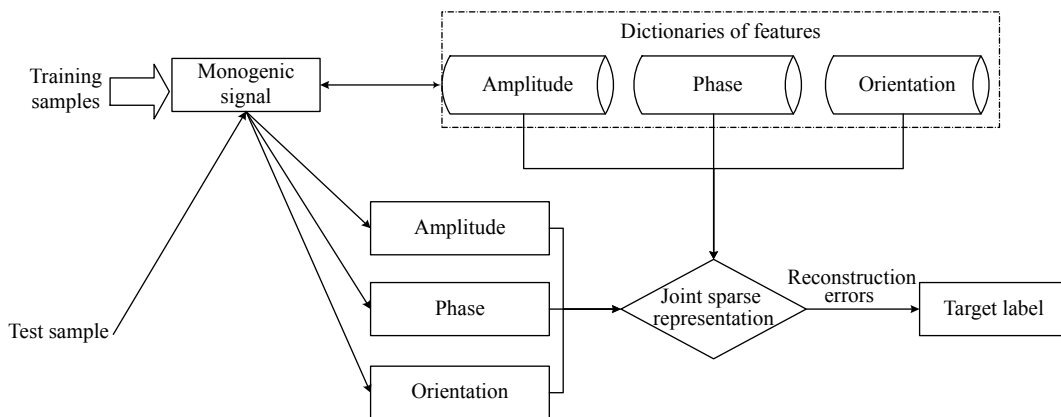 Dictionaries of features
Training
samples
Monogenic
signal
Amplitude
Phase
Orientation
Amplitude
Phase
Orientation
Test sample
Joint sparse
representation
Reconstruction
errors
Target label